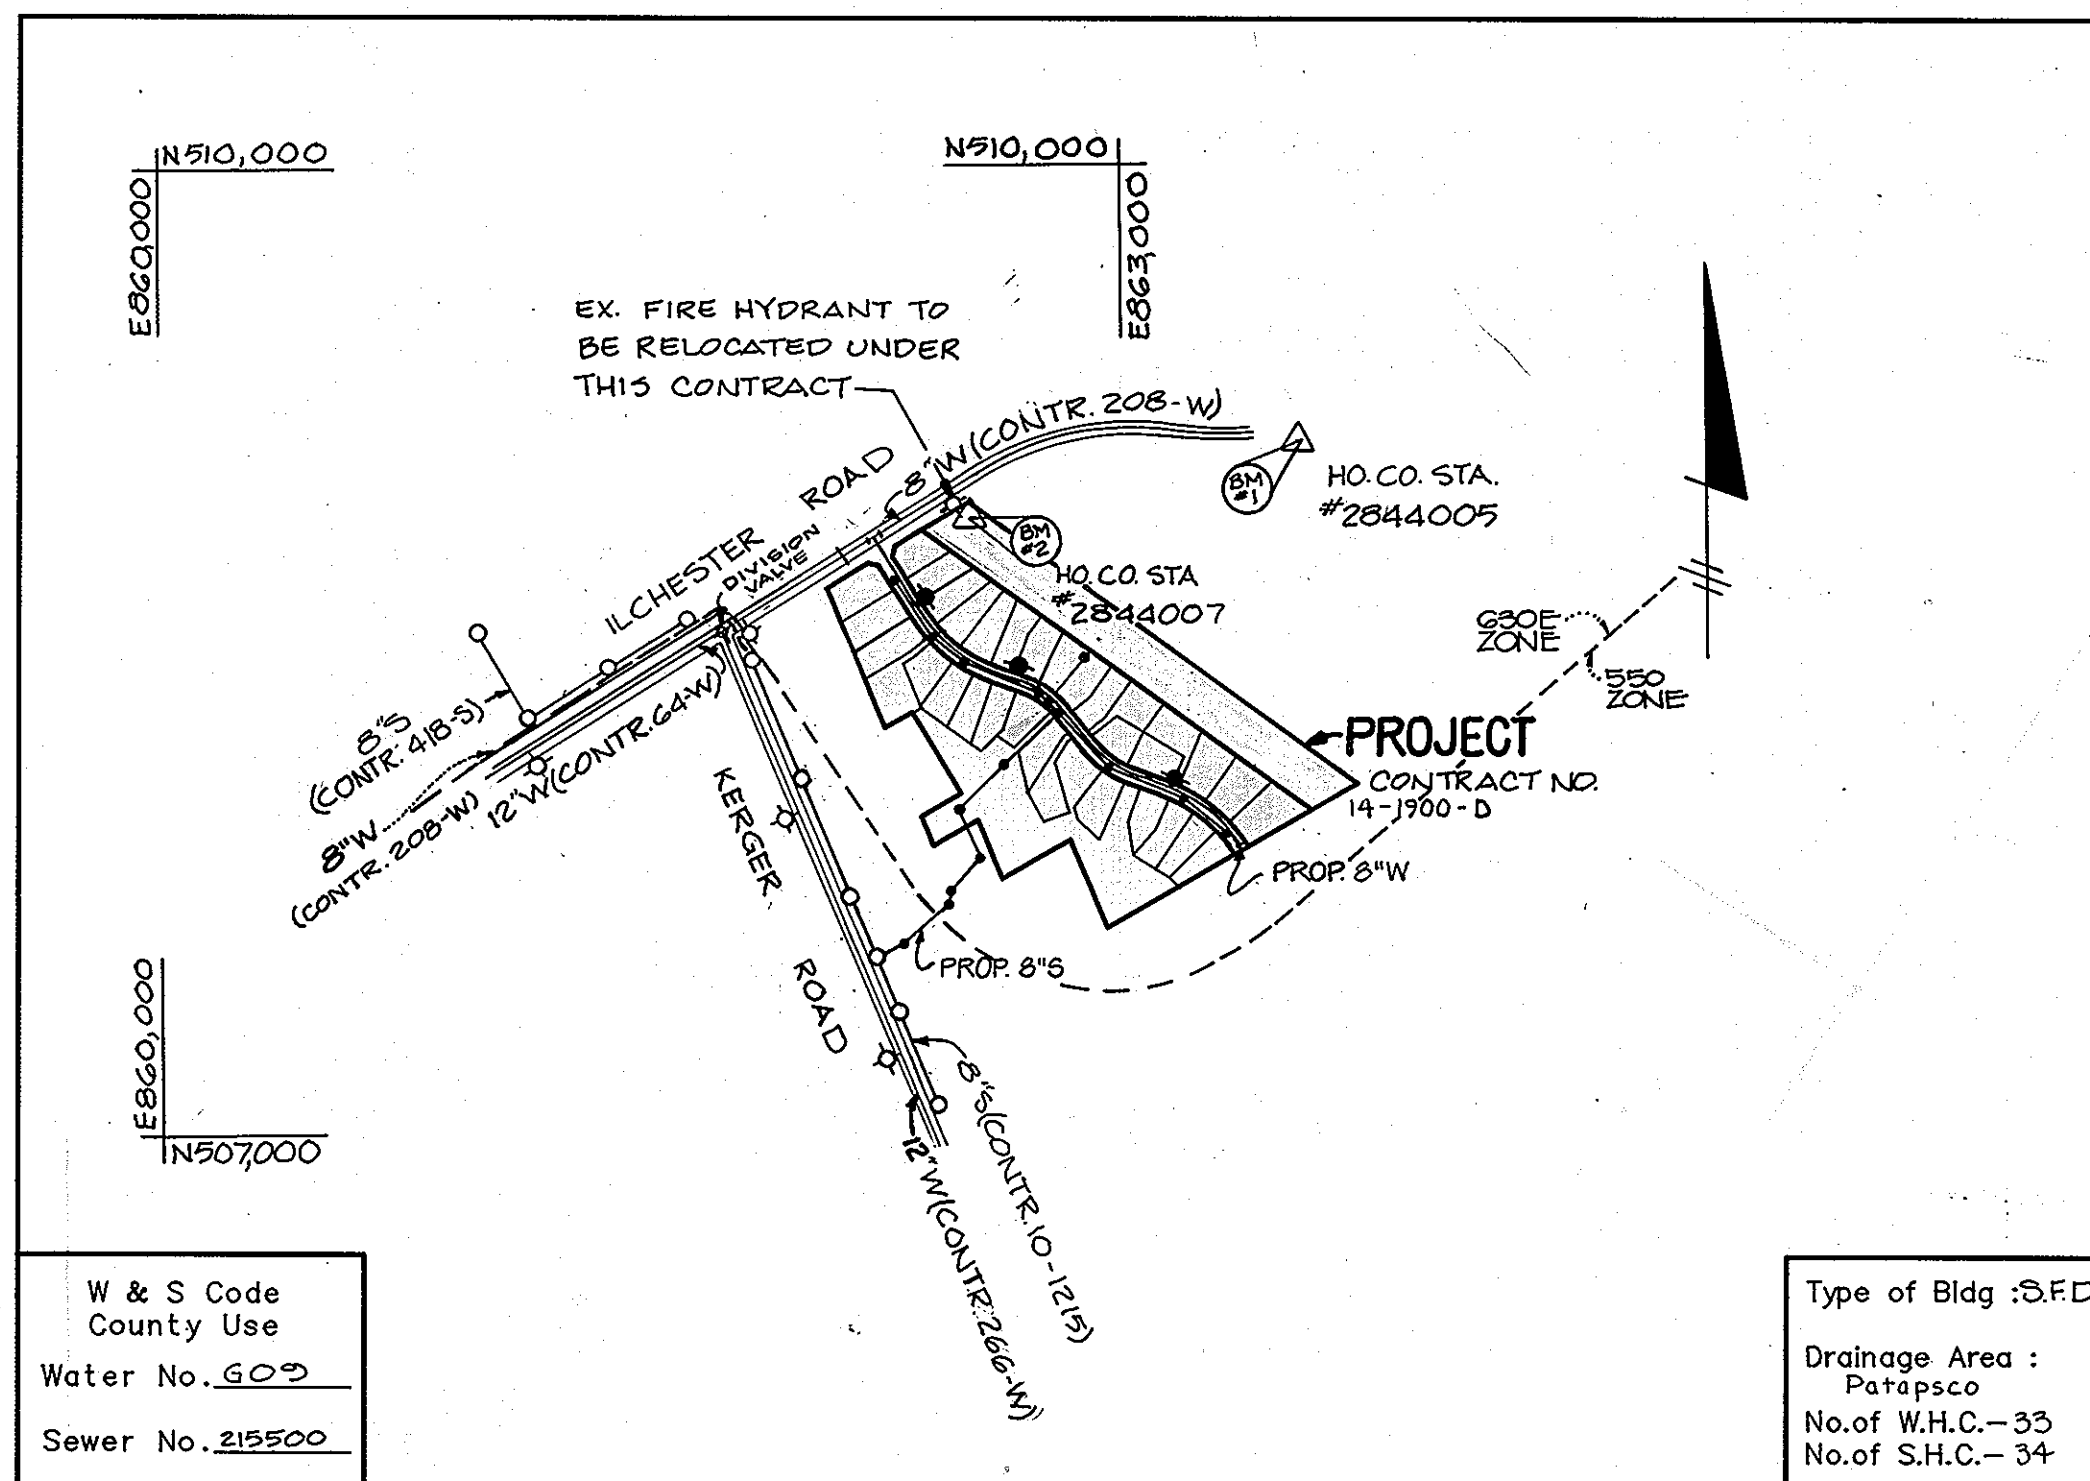 N510,000
E860,000
N510,000
E863,000
EX. FIRE HYDRANT TO
BE RELOCATED UNDER
THIS CONTRACT
8"W (CONTR. 208-W)
ILCHESTER ROAD
DIVISION
VALVE
BM
#1
HO. CO. STA.
#2844005
BM
#2
HO. CO. STA
#2844007
630E
ZONE
550
ZONE
8"S
(CONTR. 418-S)
8"W
(CONTR. 208-W)
12"W (CONTR. 64-W)
KERGER
ROAD
PROJECT
CONTRACT NO.
14-1900-D
PROP. 8"W
PROP. 8"S
8"S (CONTR. 10-1215)
12"W (CONTR. 266-W)
E860,000
N507,000
W & S Code
County Use
Water No. G09
Sewer No. 215500
Type of Bldg : S.F.D
Drainage Area :
Patapsco
No. of W.H.C. - 33
No. of S.H.C. - 34